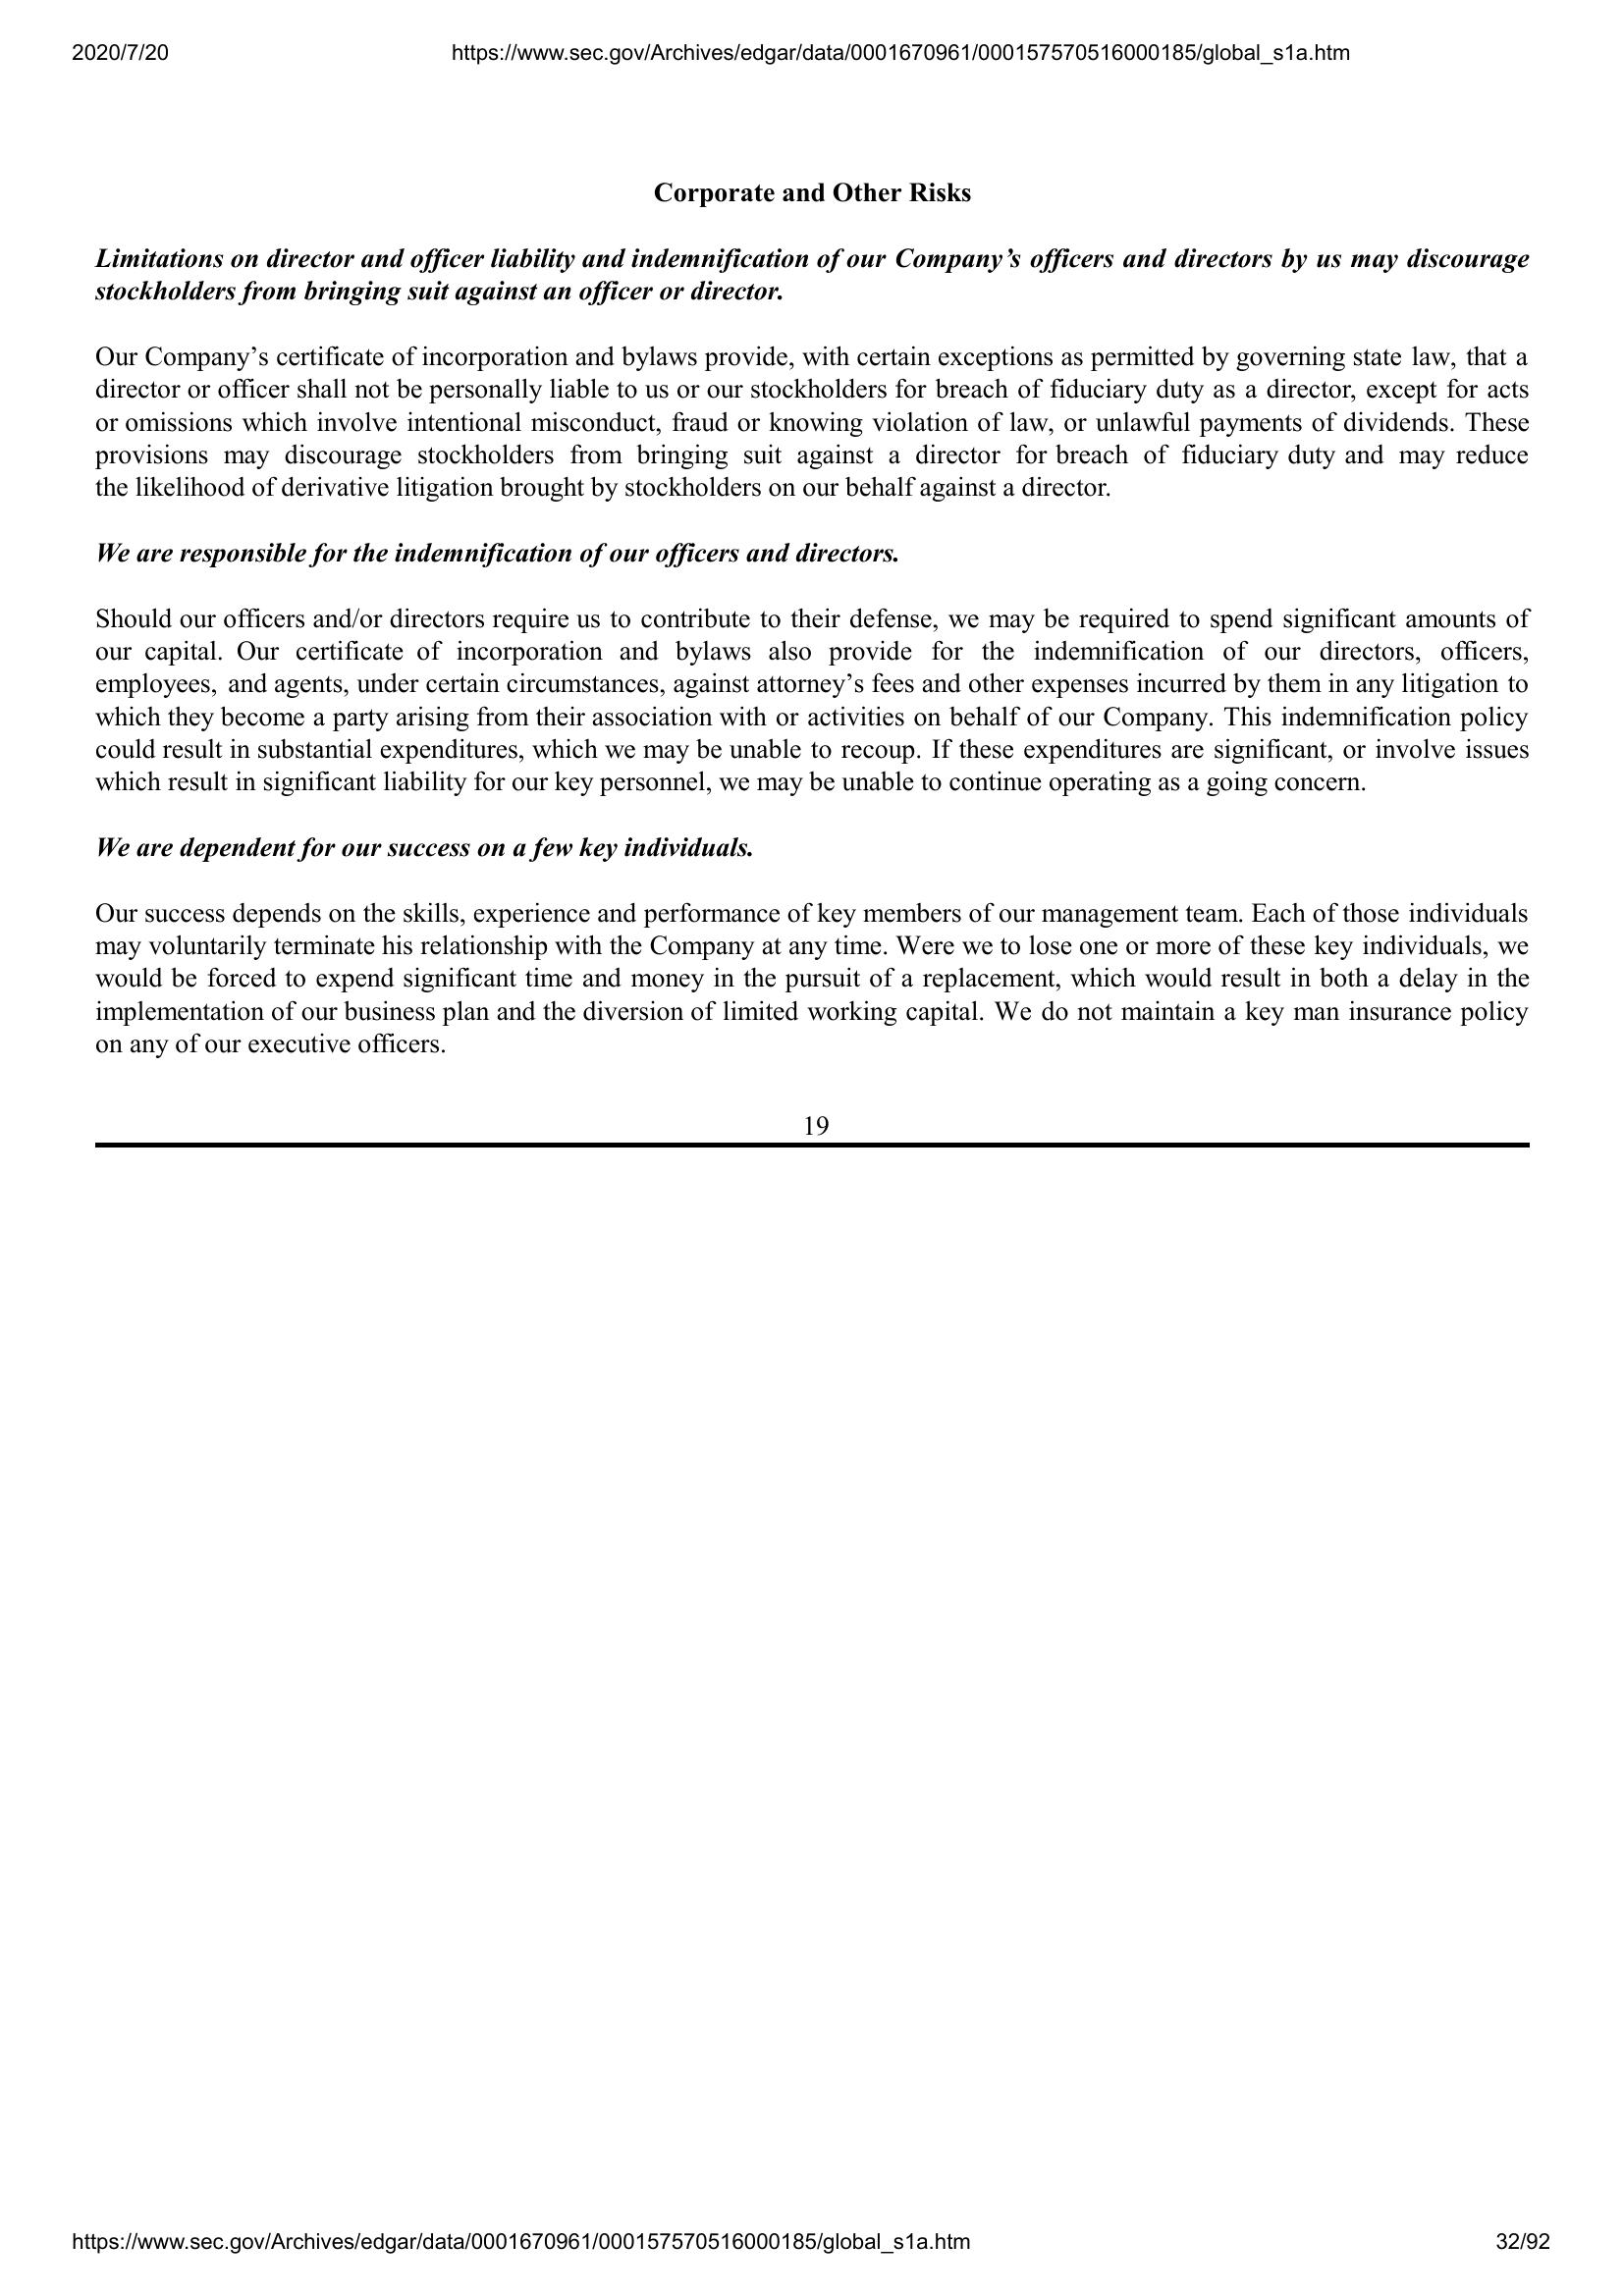 2020/7/20 https://www.sec.gov/Archives/edgar/data/0001670961/000157570516000185/global_s1a.htm
Corporate and Other Risks
Limitations on director and officer liability and indemnification of our Company’s officers and directors by us may discourage
stockholders from bringing suit against an officer or director.
Our Company’s certificate of incorporation and bylaws provide, with certain exceptions as permitted by governing state law, that a
director or officer shall not be personally liable to us or our stockholders for breach of fiduciary duty as a director, except for acts
or omissions which involve intentional misconduct, fraud or knowing violation of law, or unlawful payments of dividends. These
provisions may discourage stockholders from bringing suit against a director for breach of fiduciary duty and may reduce
the likelihood of derivative litigation brought by stockholders on our behalf against a director.
We are responsible for the indemnification of our officers and directors.
Should our officers and/or directors require us to contribute to their defense, we may be required to spend significant amounts of
our capital. Our certificate of incorporation and bylaws also provide for the indemnification of our directors, officers,
employees, and agents, under certain circumstances, against attorney’s fees and other expenses incurred by them in any litigation to
which they become a party arising from their association with or activities on behalf of our Company. This indemnification policy
could result in substantial expenditures, which we may be unable to recoup. If these expenditures are significant, or involve issues
which result in significant liability for our key personnel, we may be unable to continue operating as a going concern.
We are dependent for our success on a few key individuals.
Our success depends on the skills, experience and performance of key members of our management team. Each of those individuals
may voluntarily terminate his relationship with the Company at any time. Were we to lose one or more of these key individuals, we
would be forced to expend significant time and money in the pursuit of a replacement, which would result in both a delay in the
implementation of our business plan and the diversion of limited working capital. We do not maintain a key man insurance policy
on any of our executive officers.
19
https://www.sec.gov/Archives/edgar/data/0001670961/000157570516000185/global_s1a.htm 32/92